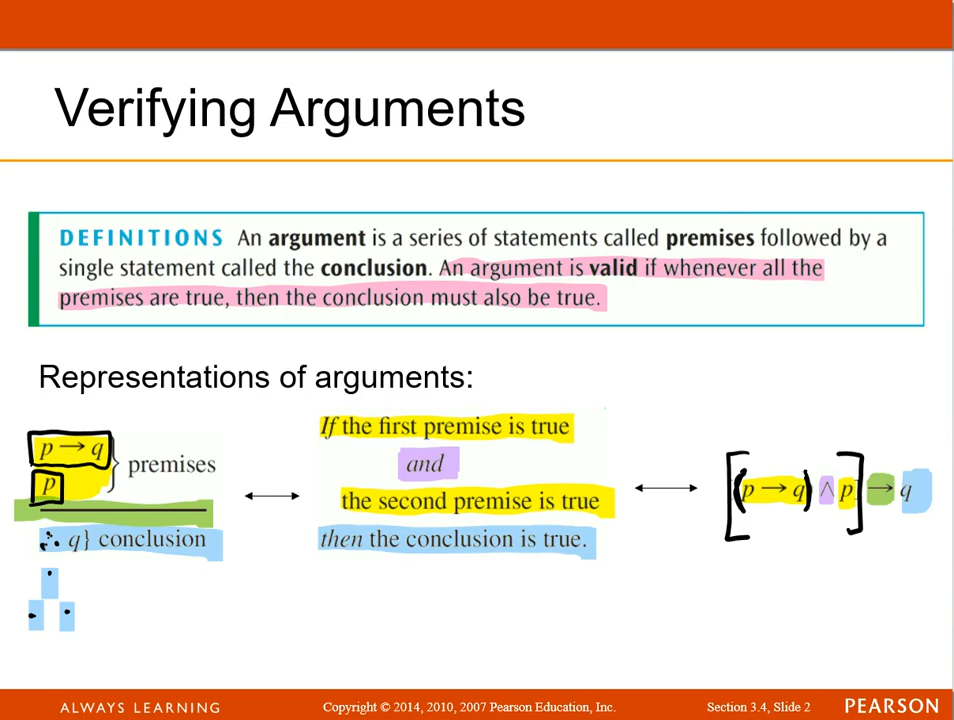 Verifying Arguments
DEFINITIONS An argument is a series of statements called premises followed by a
single statement called the conclusion. An argument is valid if whenever all the
premises are true, then the conclusion must also be true.
Representations of arguments:
p → q
p
} premises
∴ q} conclusion
If the first premise is true
and
the second premise is true
then the conclusion is true.
[(p → q) ∧ p] → q
ALWAYS LEARNING
Copyright © 2014, 2010, 2007 Pearson Education, Inc.
Section 3.4, Slide 2
PEARSON